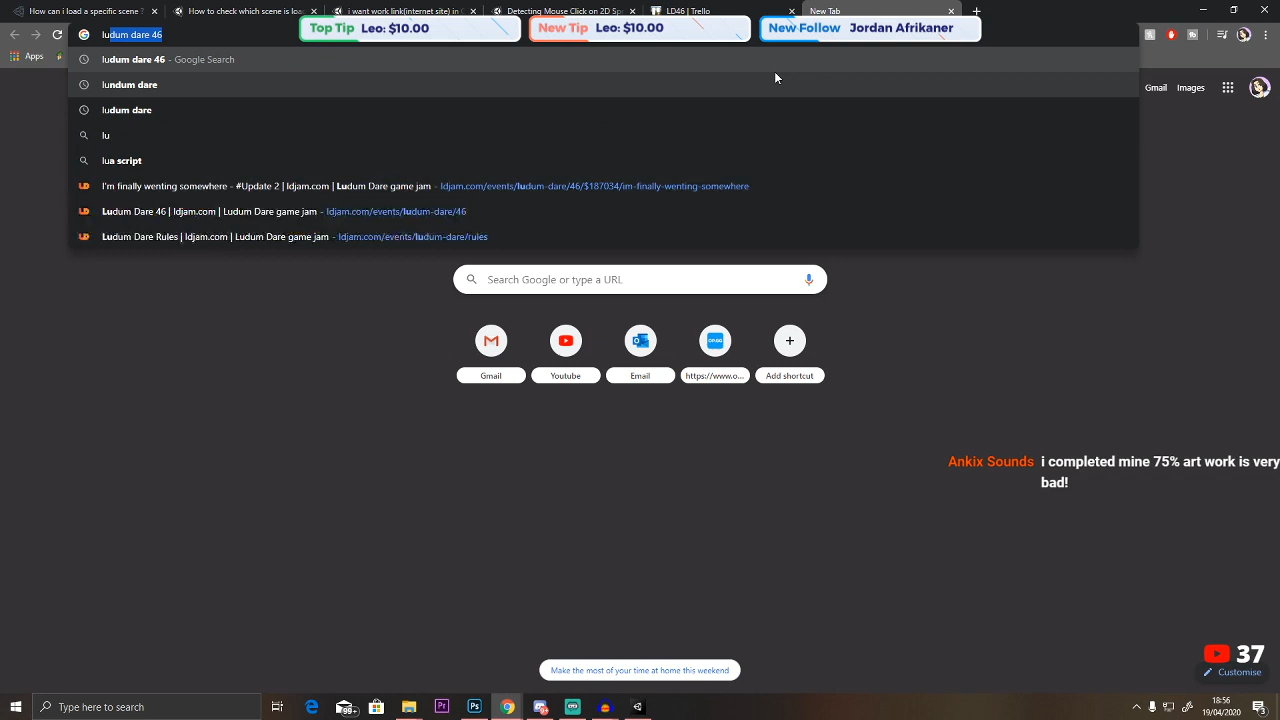 How can I detect specific scene?
How to check which scene is loa
i want work link(internet side) o
Detecting Mouse on scene? - Un
LD46 | Trello
New Tab
Top Tip Leo: $10.00
New Tip Leo: $10.00
New Follow Jordan Afrikaner
ludum dare 46
Apps
Gmail
Images
ludum dare 46 - Google Search
lundum dare
ludum dare
lu
lua script
I'm finally wenting somewhere - #Update 2 | ldjam.com | Ludum Dare game jam - ldjam.com/events/ludum-dare/46/$187034/im-finally-wenting-somewhere
Ludum Dare 46 | ldjam.com | Ludum Dare game jam - ldjam.com/events/ludum-dare/46
Ludum Dare Rules | ldjam.com | Ludum Dare game jam - ldjam.com/events/ludum-dare/rules
Search Google or type a URL
OP.GG
Gmail
Youtube
Email
https://www.o...
Add shortcut
Ankix Sounds i completed mine 75% art work is very
bad!
37
Customise
Make the most of your time at home this weekend
Type here to search
18:56
19/04/2020